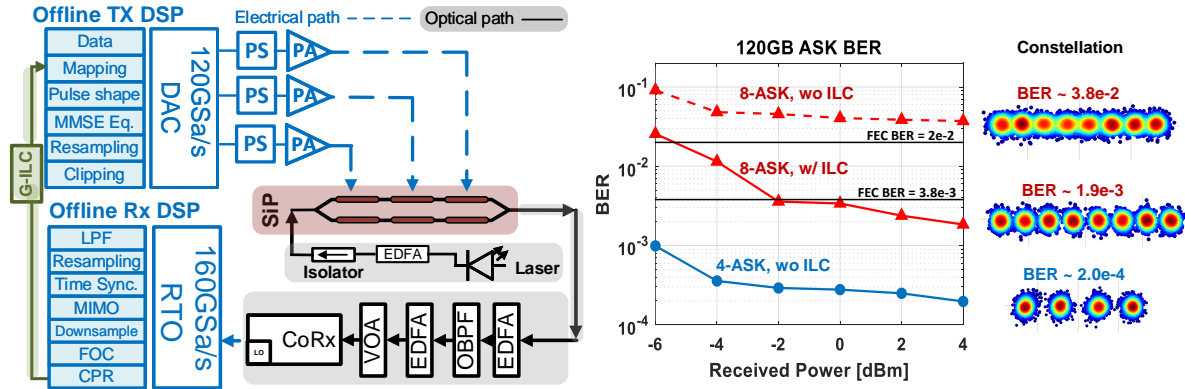 Offline TX DSP
Electrical path
Optical path
Data
Mapping
Pulse shape
MMSE Eq.
Resampling
Clipping
120GSa/s
DAC
PS
PA
PS
PA
PS
PA
G-ILC
SiP
Offline Rx DSP
LPF
Resampling
Time Sync.
MIMO
Downsample
FOC
CPR
160GSa/s
RTO
Isolator
EDFA
Laser
LO
CoRx
VOA
EDFA
OBPF
EDFA
120GB ASK BER
BER
10-1
10-2
10-3
10-4
8-ASK, wo ILC
FEC BER = 2e-2
8-ASK, w/ ILC
FEC BER = 3.8e-3
4-ASK, wo ILC
-6 -4 -2 0 2 4
Received Power [dBm]
Constellation
BER ~ 3.8e-2
BER ~ 1.9e-3
BER ~ 2.0e-4